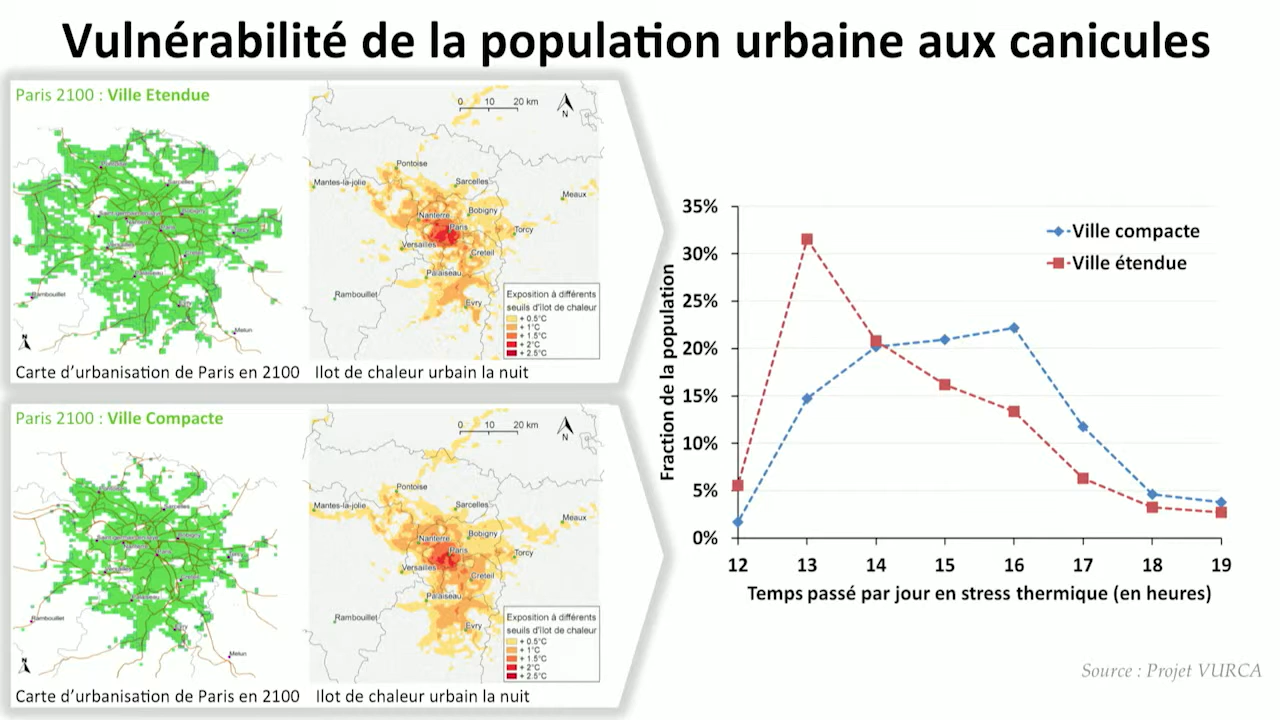 Vulnérabilité de la population urbaine aux canicules
Paris 2100 : Ville Etendue
0 10 20 km
N
Pontoise
Mantes-la-jolie
Sarcelles
Meaux
Nanterre
Bobigny
Paris
Torcy
Versailles
Creteil
Palaiseau
Rambouillet
Evry
Exposition à différents
seuils d'îlot de chaleur
+ 0.5°C
+ 1°C
+ 1.5°C
+ 2°C
+ 2.5°C
Rambouillet
Melun
N
Carte d'urbanisation de Paris en 2100
Ilot de chaleur urbain la nuit
Paris 2100 : Ville Compacte
0 10 20 km
N
Pontoise
Mantes-la-jolie
Sarcelles
Meaux
Nanterre
Bobigny
Paris
Torcy
Versailles
Creteil
Palaiseau
Rambouillet
Evry
Exposition à différents
seuils d'îlot de chaleur
+ 0.5°C
+ 1°C
+ 1.5°C
+ 2°C
+ 2.5°C
Rambouillet
Melun
N
Carte d'urbanisation de Paris en 2100
Ilot de chaleur urbain la nuit
Fraction de la population
35%
30%
25%
20%
15%
10%
5%
0%
Ville compacte
Ville étendue
12 13 14 15 16 17 18 19
Temps passé par jour en stress thermique (en heures)
Source : Projet VURCA